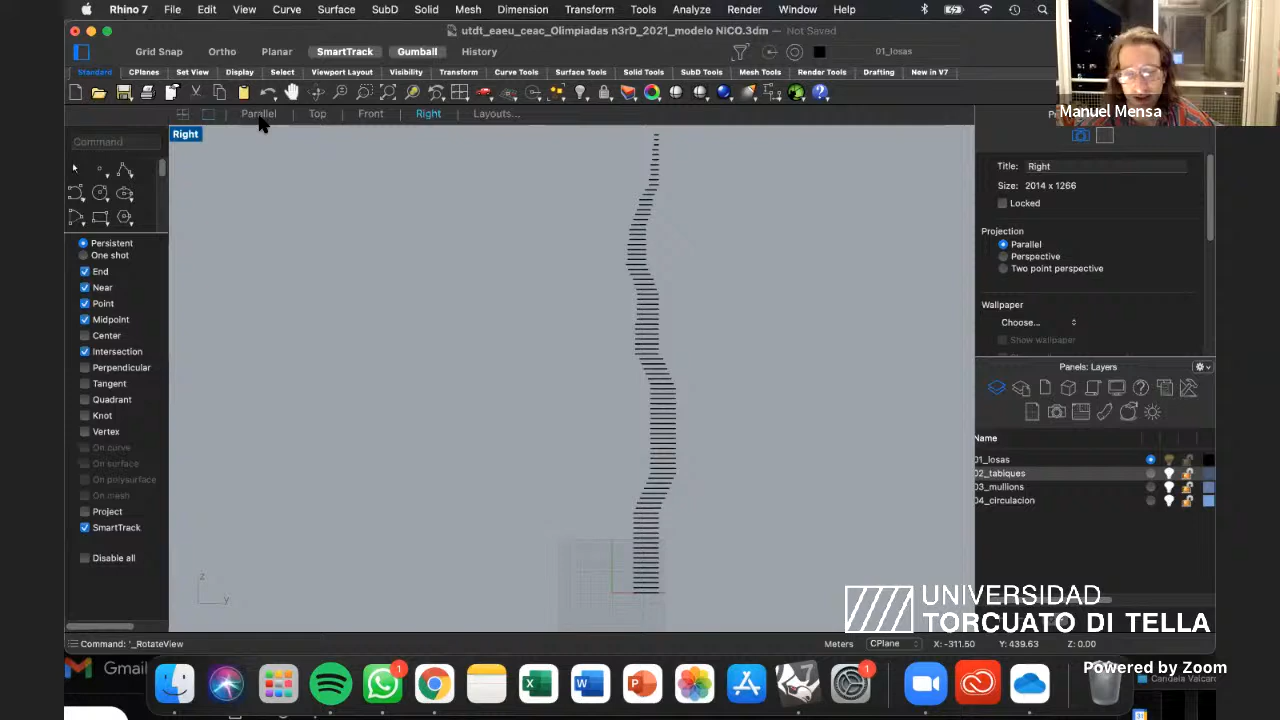 Rhino 7 File Edit View Curve Surface SubD Solid Mesh Dimension Transform Tools Analyze Render Window Help
utdt_eaeu_ceac_Olimpiadas n3rD_2021_modelo NICO.3dm — Not Saved
Grid Snap Ortho Planar SmartTrack Gumball History 01_losas
Standard CPlanes Set View Display Select Viewport Layout Visibility Transform Curve Tools Surface Tools Solid Tools SubD Tools Mesh Tools Render Tools Drafting New in V7
Parallel Top Front Right Layouts...
Manuel Mensa
Right
Command
Persistent
One shot
End
Near
Point
Midpoint
Center
Intersection
Perpendicular
Tangent
Quadrant
Knot
Vertex
On curve
On surface
On polysurface
On mesh
Project
SmartTrack
Disable all
z
y
Title: Right
Size: 2014 x 1266
Locked
Projection
Parallel
Perspective
Two point perspective
Wallpaper
Choose...
Show wallpaper
Panels: Layers
Name
01_losas
02_tabiques
03_mullions
04_circulacion
UNIVERSIDAD
TORCUATO DI TELLA
Command: '_RotateView Meters CPlane X: -311.50 Y: 439.63 Z: 0.00
Gmail
1
1
Powered by Zoom
Candela Valcar
31